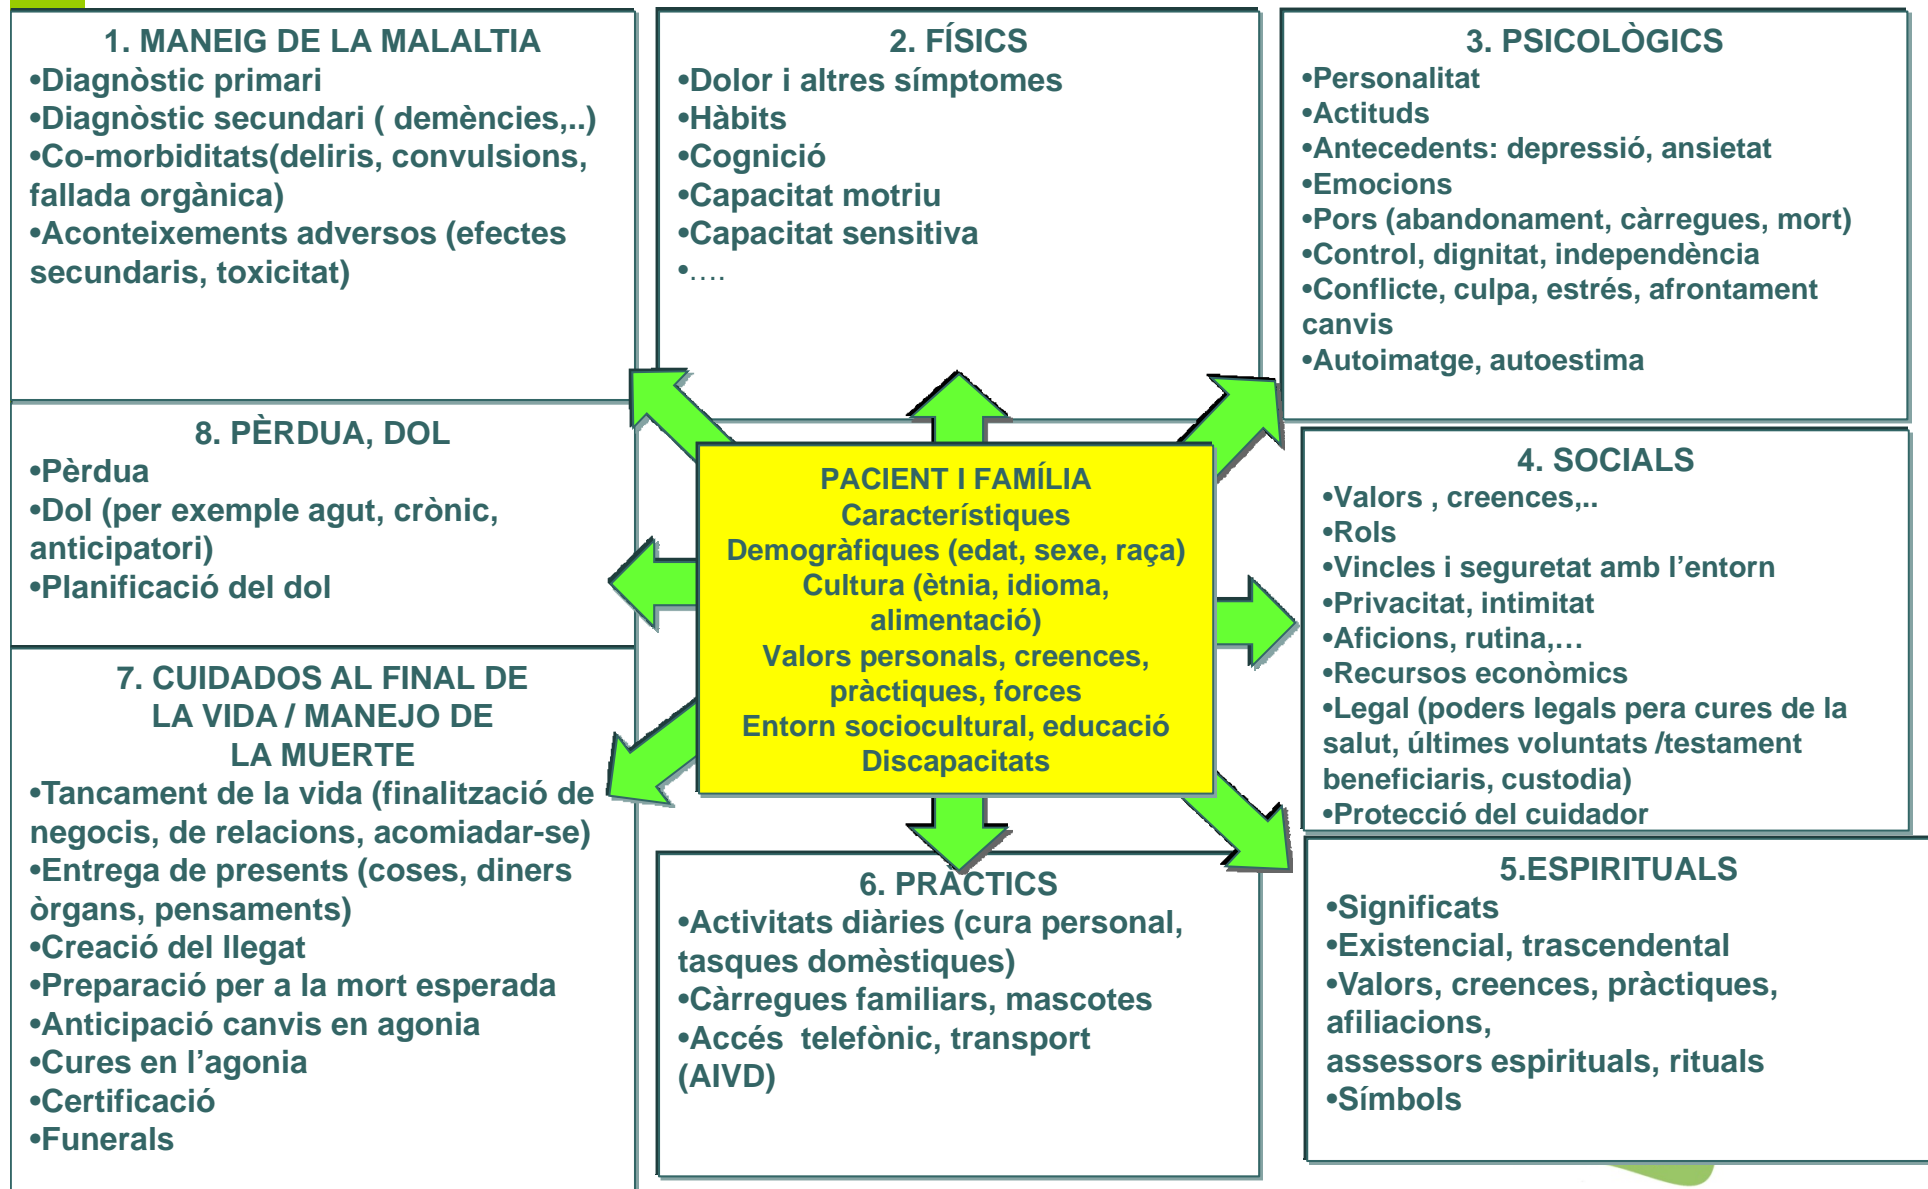 1. MANEIG DE LA MALALTIA
•Diagnòstic primari
•Diagnòstic secundari ( demències,..)
•Co-morbiditats(deliris, convulsions,
fallada orgànica)
•Aconteixements adversos (efectes
secundaris, toxicitat)
2. FÍSICS
•Dolor i altres símptomes
•Hàbits
•Cognició
•Capacitat motriu
•Capacitat sensitiva
•….
3. PSICOLÒGICS
•Personalitat
•Actituds
•Antecedents: depressió, ansietat
•Emocions
•Pors (abandonament, càrregues, mort)
•Control, dignitat, independència
•Conflicte, culpa, estrés, afrontament
canvis
•Autoimatge, autoestima
8. PÈRDUA, DOL
•Pèrdua
•Dol (per exemple agut, crònic,
anticipatori)
•Planificació del dol
PACIENT I FAMÍLIA
Característiques
Demogràfiques (edat, sexe, raça)
Cultura (ètnia, idioma,
alimentació)
Valors personals, creences,
pràctiques, forces
Entorn sociocultural, educació
Discapacitats
4. SOCIALS
•Valors , creences,..
•Rols
•Vincles i seguretat amb l’entorn
•Privacitat, intimitat
•Aficions, rutina,…
•Recursos econòmics
•Legal (poders legals pera cures de la
salut, últimes voluntats /testament
beneficiaris, custodia)
•Protecció del cuidador
7. CUIDADOS AL FINAL DE
LA VIDA / MANEJO DE
LA MUERTE
•Tancament de la vida (finalització de
negocis, de relacions, acomiadar-se)
•Entrega de presents (coses, diners
òrgans, pensaments)
•Creació del llegat
•Preparació per a la mort esperada
•Anticipació canvis en agonia
•Cures en l’agonia
•Certificació
•Funerals
6. PRÀCTICS
•Activitats diàries (cura personal,
tasques domèstiques)
•Càrregues familiars, mascotes
•Accés telefònic, transport
(AIVD)
5.ESPIRITUALS
•Significats
•Existencial, trascendental
•Valors, creences, pràctiques,
afiliacions,
assessors espirituals, rituals
•Símbols